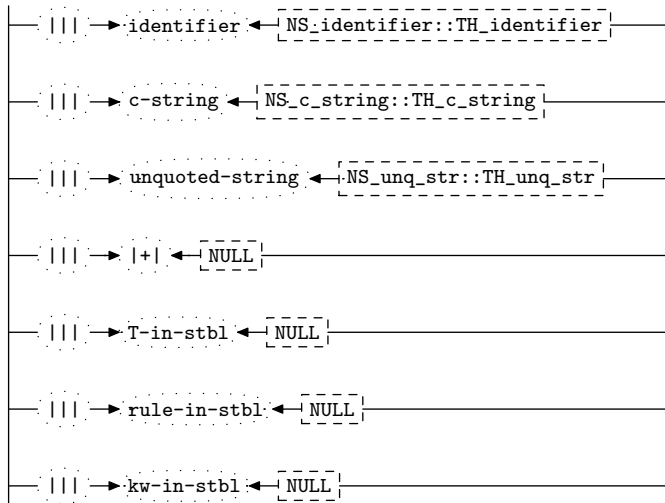 ||| identifier NS_identifier::TH_identifier
||| c-string NS_c_string::TH_c_string
||| unquoted-string NS_unq_str::TH_unq_str
||| |+| NULL
||| T-in-stbl NULL
||| rule-in-stbl NULL
||| kw-in-stbl NULL